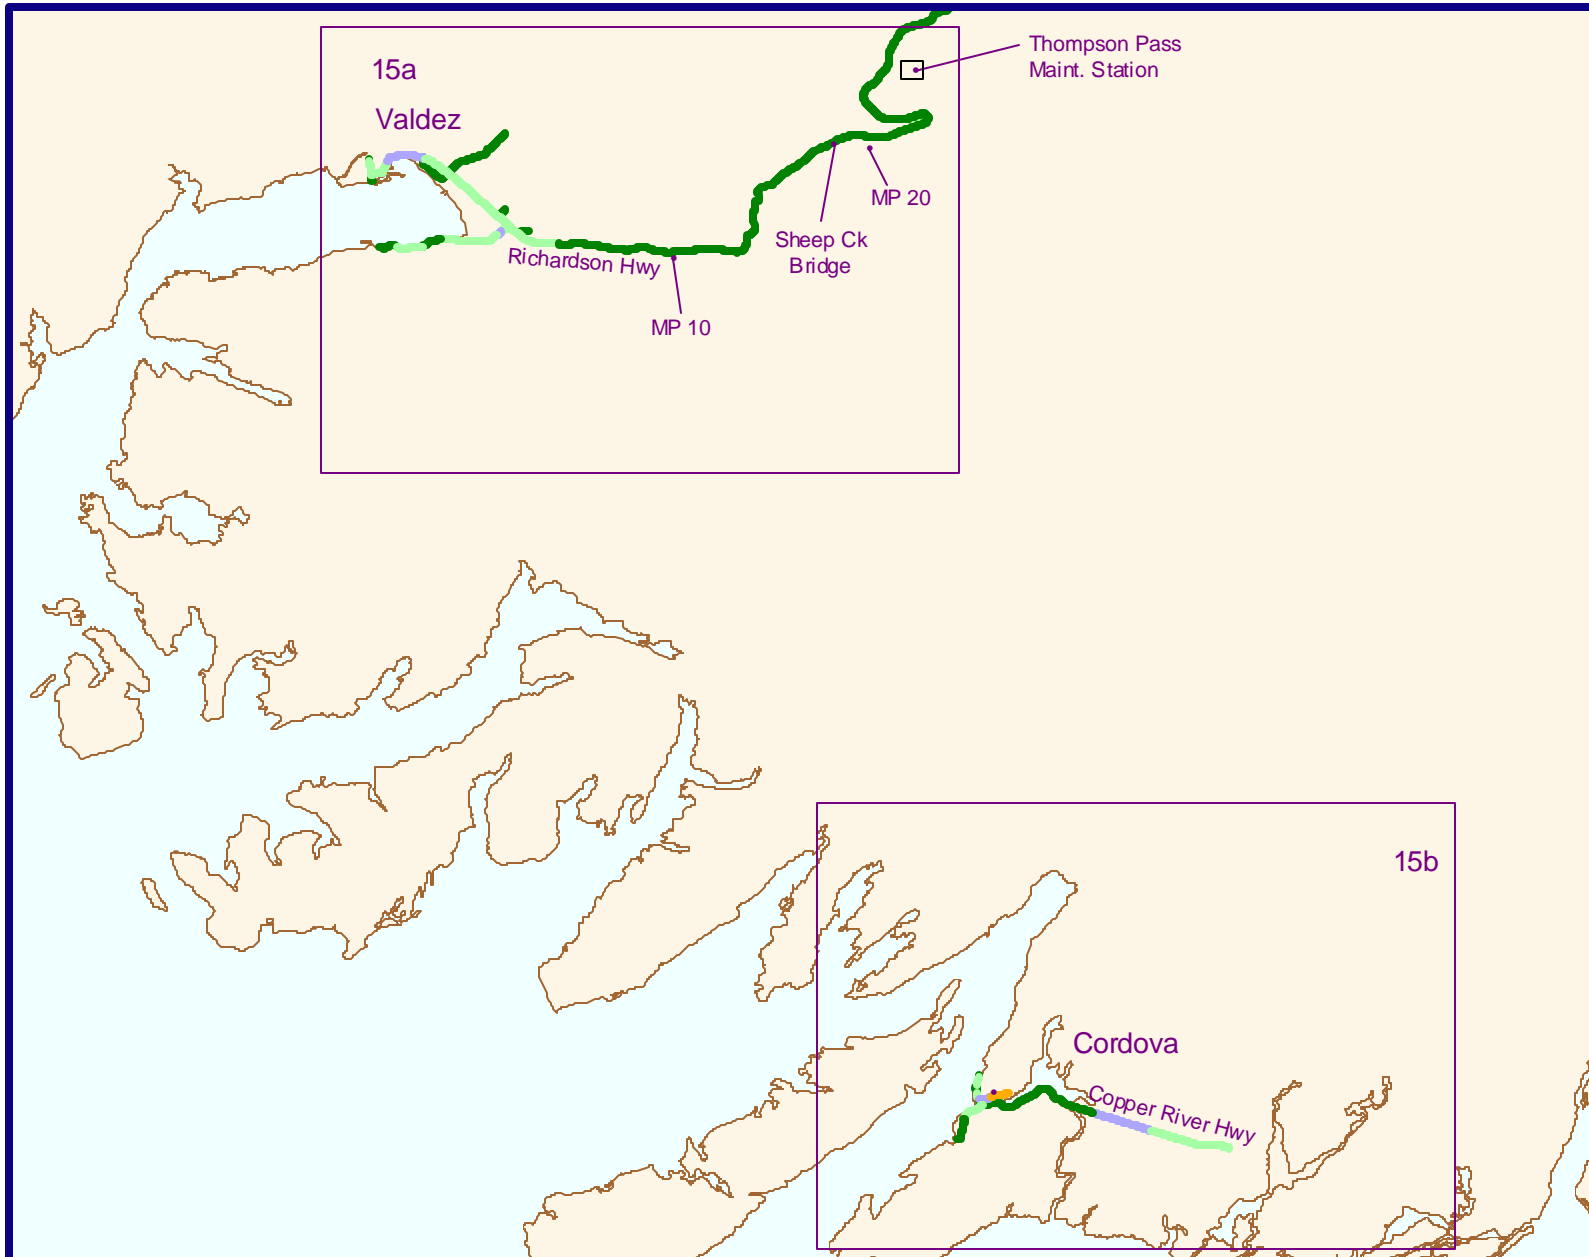 Thompson Pass
Maint. Station
15a
Valdez
MP 20
Sheep Ck
Bridge
Richardson Hwy
MP 10
15b
Cordova
Copper River Hwy